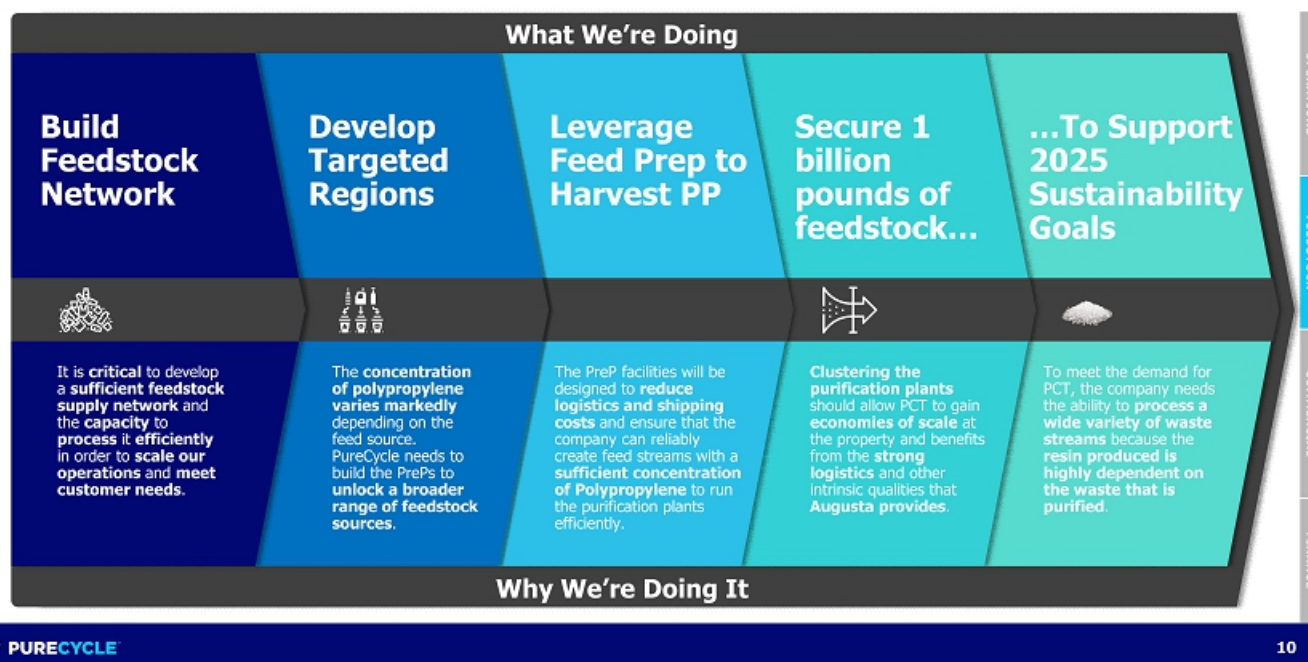 What We're Doing
Build
Feedstock
Network
Develop
Targeted
Regions
Leverage
Feed Prep to
Harvest PP
Secure 1
billion
pounds of
feedstock...
...To Support
2025
Sustainability
Goals
It is critical to develop
a sufficient feedstock
supply network and
the capacity to
process it efficiently
in order to scale our
operations and meet
customer needs.
The concentration
of polypropylene
varies markedly
depending on the
feed source.
PureCycle needs to
build the PrePs to
unlock a broader
range of feedstock
sources.
The PreP facilities will be
designed to reduce
logistics and shipping
costs and ensure that the
company can reliably
create feed streams with a
sufficient concentration
of Polypropylene to run
the purification plants
efficiently.
Clustering the
purification plants
should allow PCT to gain
economies of scale at
the property and benefits
from the strong
logistics and other
intrinsic qualities that
Augusta provides.
To meet the demand for
PCT, the company needs
the ability to process a
wide variety of waste
streams because the
resin produced is
highly dependent on
the waste that is
purified.
Why We're Doing It
PURECYCLE
10